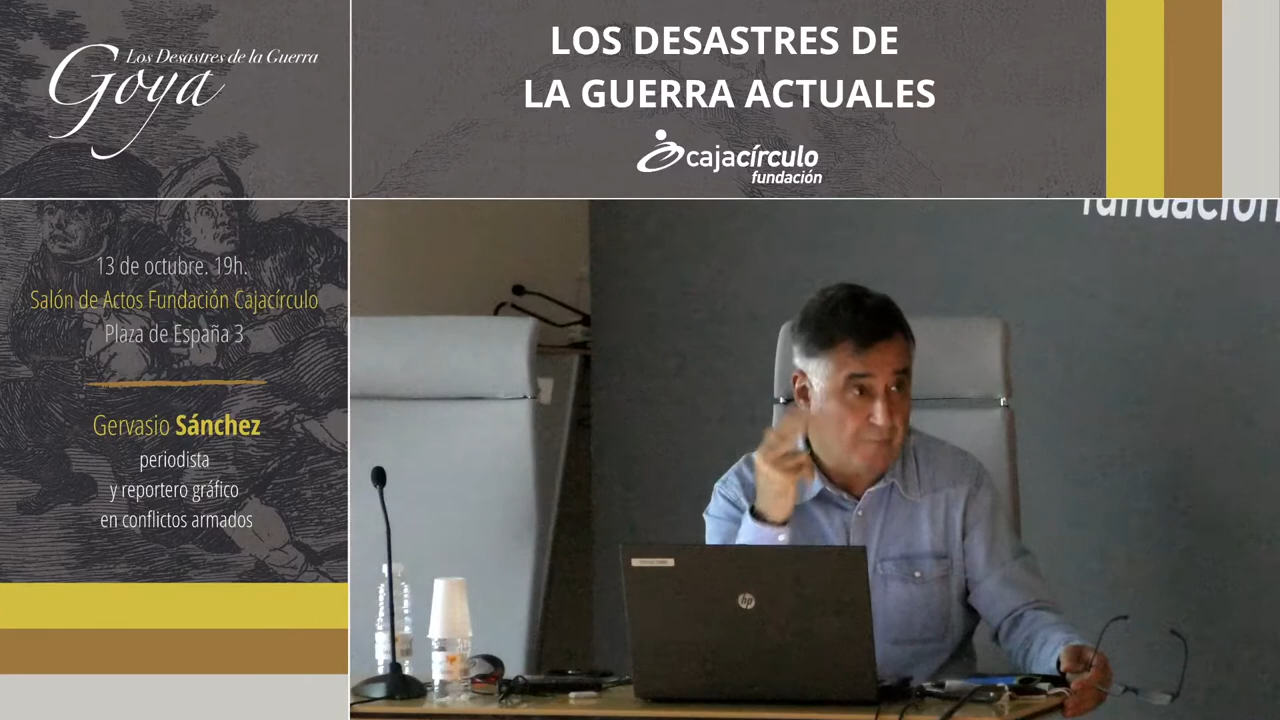 Los Desastres de la Guerra
Goya
LOS DESASTRES DE
LA GUERRA ACTUALES
cajacírculo
fundación
fundación
13 de octubre. 19h.
Salón de Actos Fundación Cajacírculo
Plaza de España 3
Gervasio Sánchez
periodista
y reportero gráfico
en conflictos armados
hp